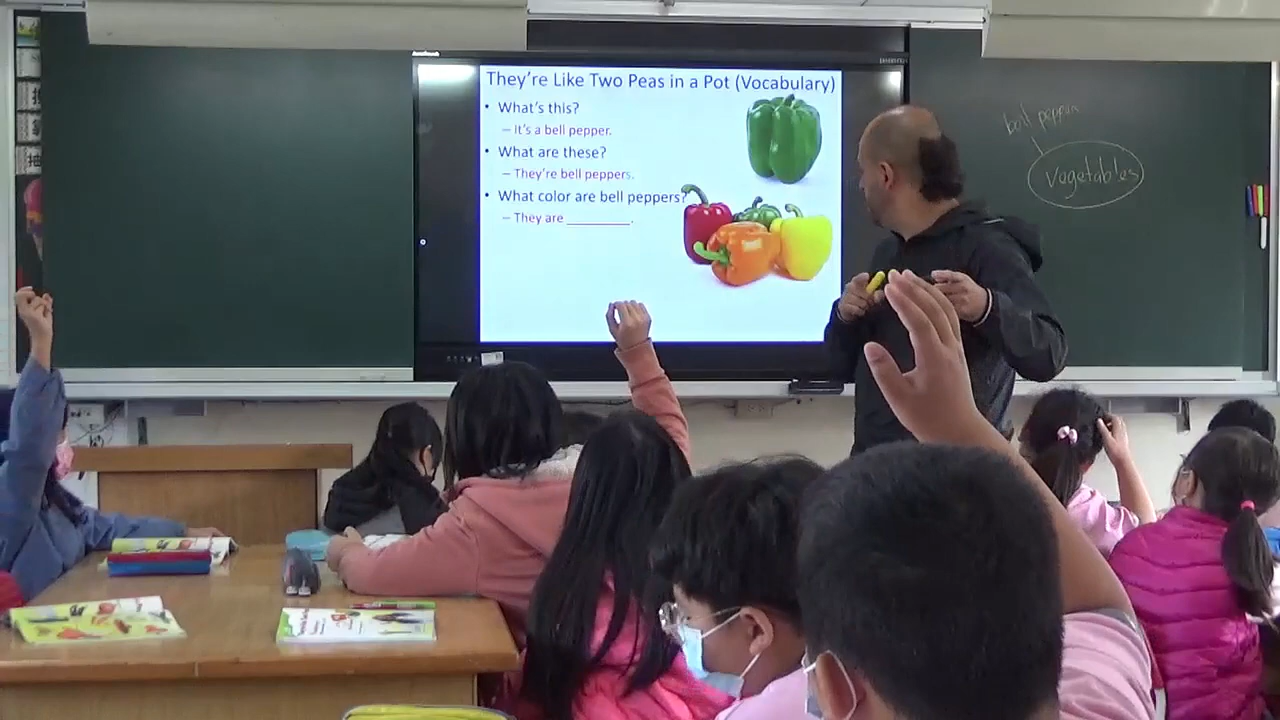 They're Like Two Peas in a Pot (Vocabulary)
• What's this?
– It's a bell pepper.
• What are these?
– They're bell peppers.
• What color are bell peppers?
– They are _________.
bell pepper
vegetables